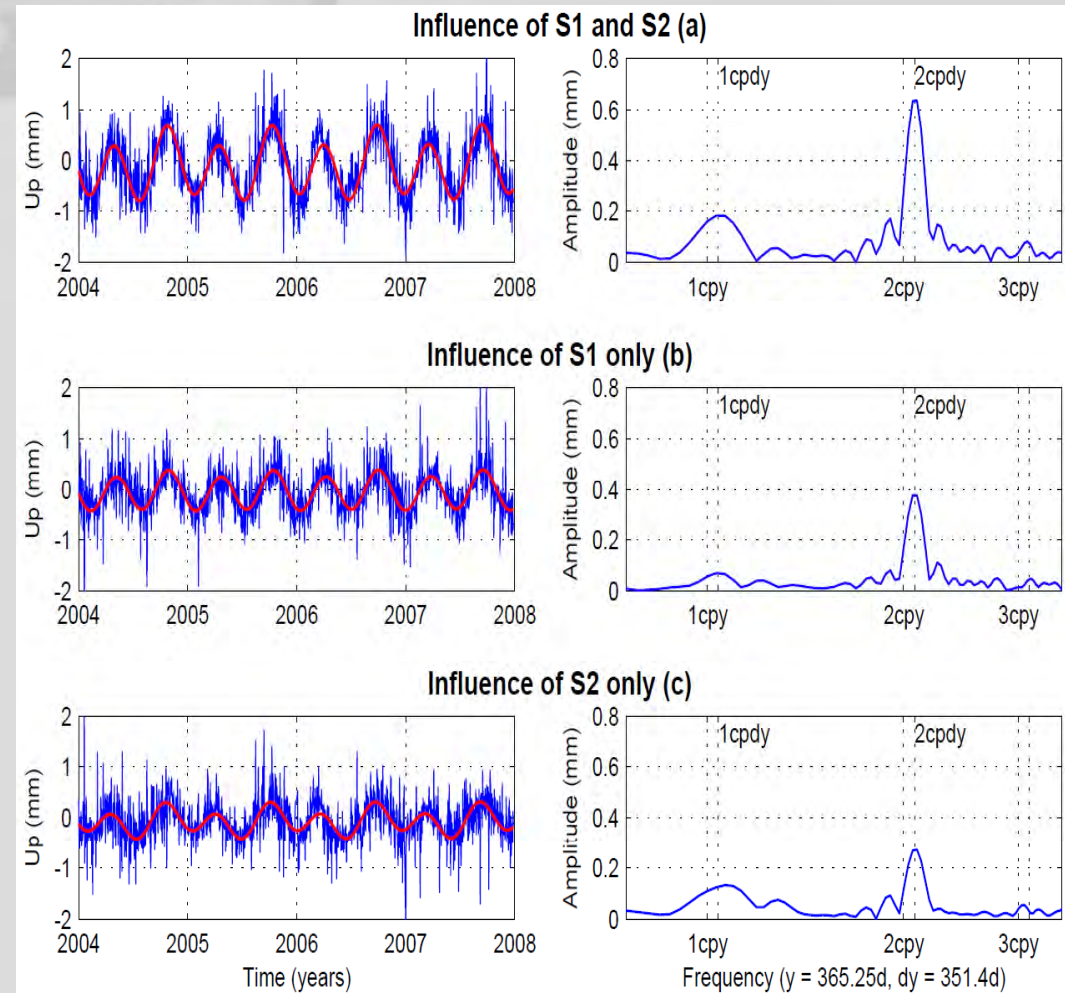 Influence of S1 and S2 (a)
Up (mm)
2
1
0
-1
-2
2004 2005 2006 2007 2008
Amplitude (mm)
0.8
0.6
0.4
0.2
0
1cpdy 2cpdy
1cpy 2cpy 3cpy
Influence of S1 only (b)
Up (mm)
2
1
0
-1
-2
2004 2005 2006 2007 2008
Amplitude (mm)
0.8
0.6
0.4
0.2
0
1cpdy 2cpdy
1cpy 2cpy 3cpy
Influence of S2 only (c)
Up (mm)
2
1
0
-1
-2
2004 2005 2006 2007 2008
Time (years)
Amplitude (mm)
0.8
0.6
0.4
0.2
0
1cpdy 2cpdy
1cpy 2cpy 3cpy
Frequency (y = 365.25d, dy = 351.4d)